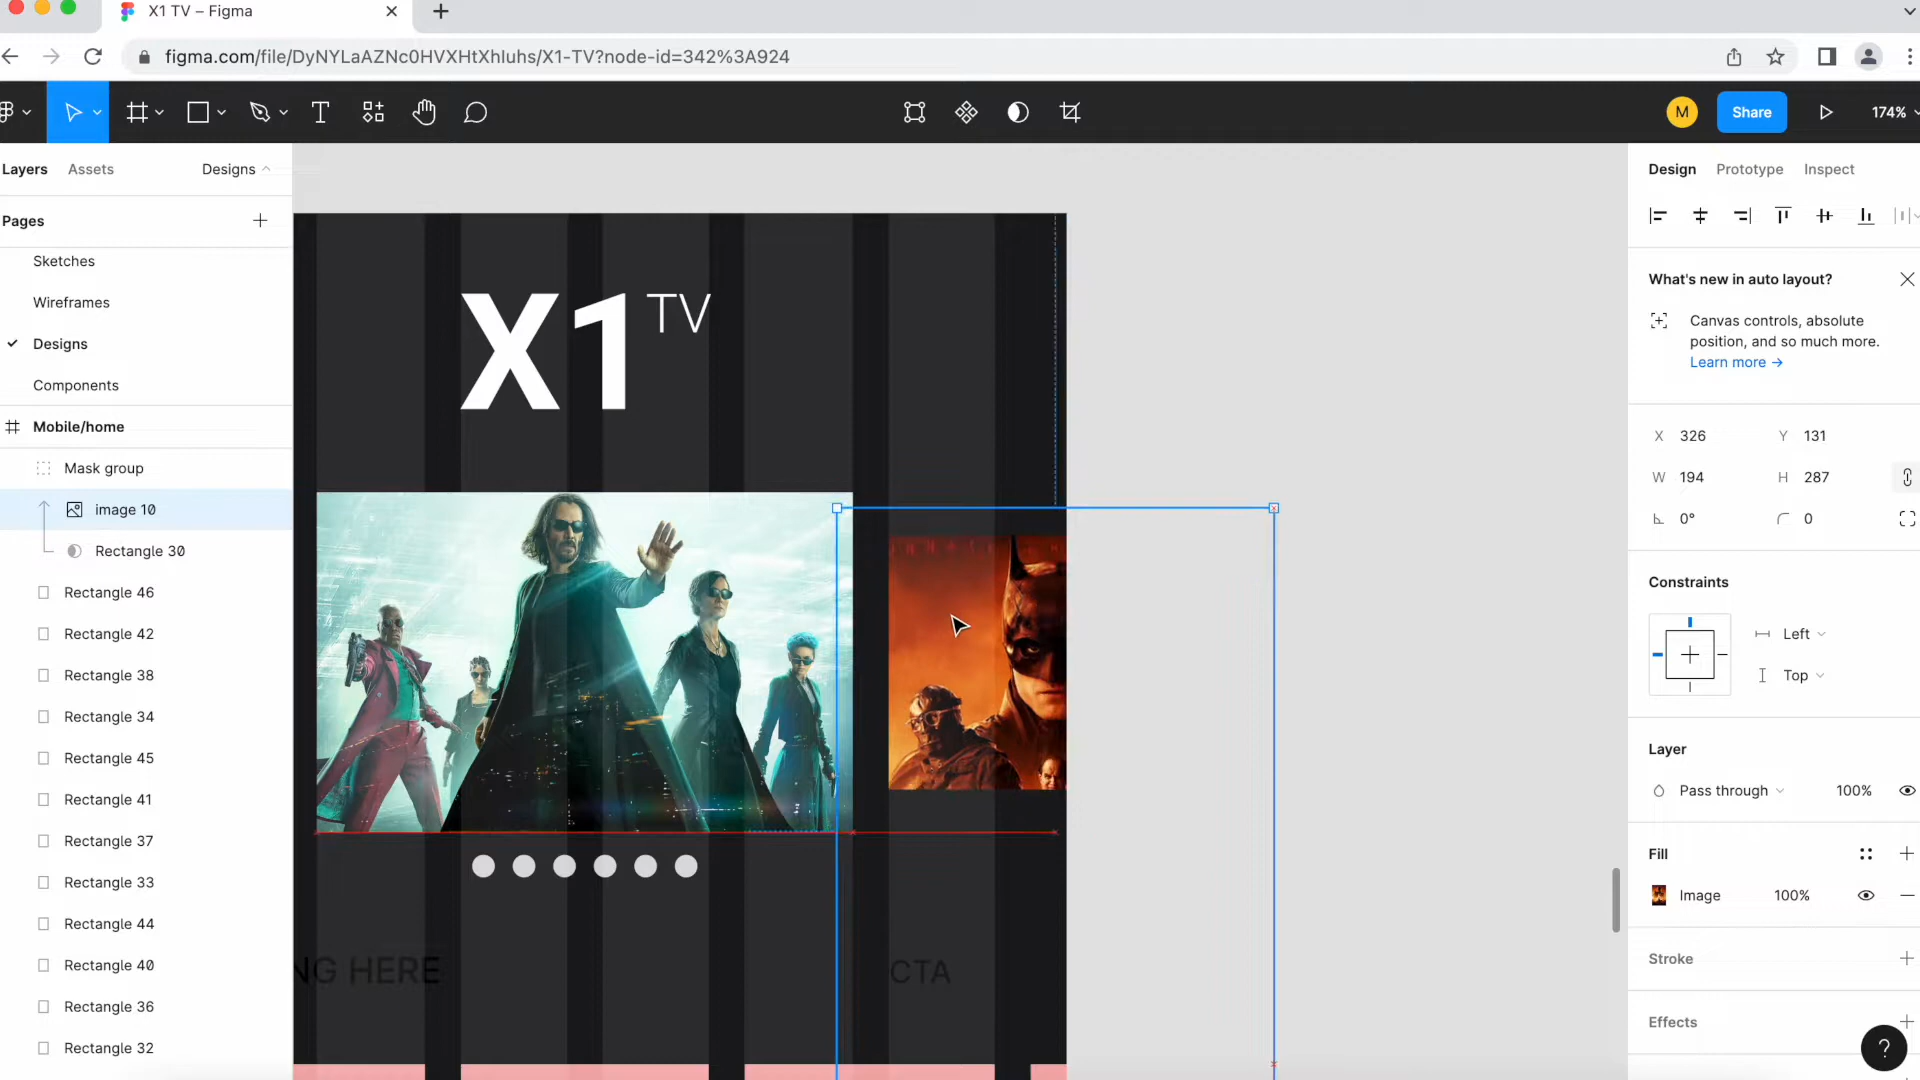 X1 TV – Figma
figma.com/file/DyNYLaAZNc0HVXHtXhluhs/X1-TV?node-id=342%3A924
M
Share
174%
Layers
Assets
Designs
Pages
Sketches
Wireframes
Designs
Components
Mobile/home
Mask group
image 10
Rectangle 30
Rectangle 46
Rectangle 42
Rectangle 38
Rectangle 34
Rectangle 45
Rectangle 41
Rectangle 37
Rectangle 33
Rectangle 44
Rectangle 40
Rectangle 36
Rectangle 32
X1 TV
NG HERE
CTA
Design
Prototype
Inspect
What's new in auto layout?
Canvas controls, absolute
position, and so much more.
Learn more →
X 326
Y 131
W 194
H 287
0°
0
Constraints
Left
Top
Layer
Pass through
100%
Fill
Image
100%
Stroke
Effects
?